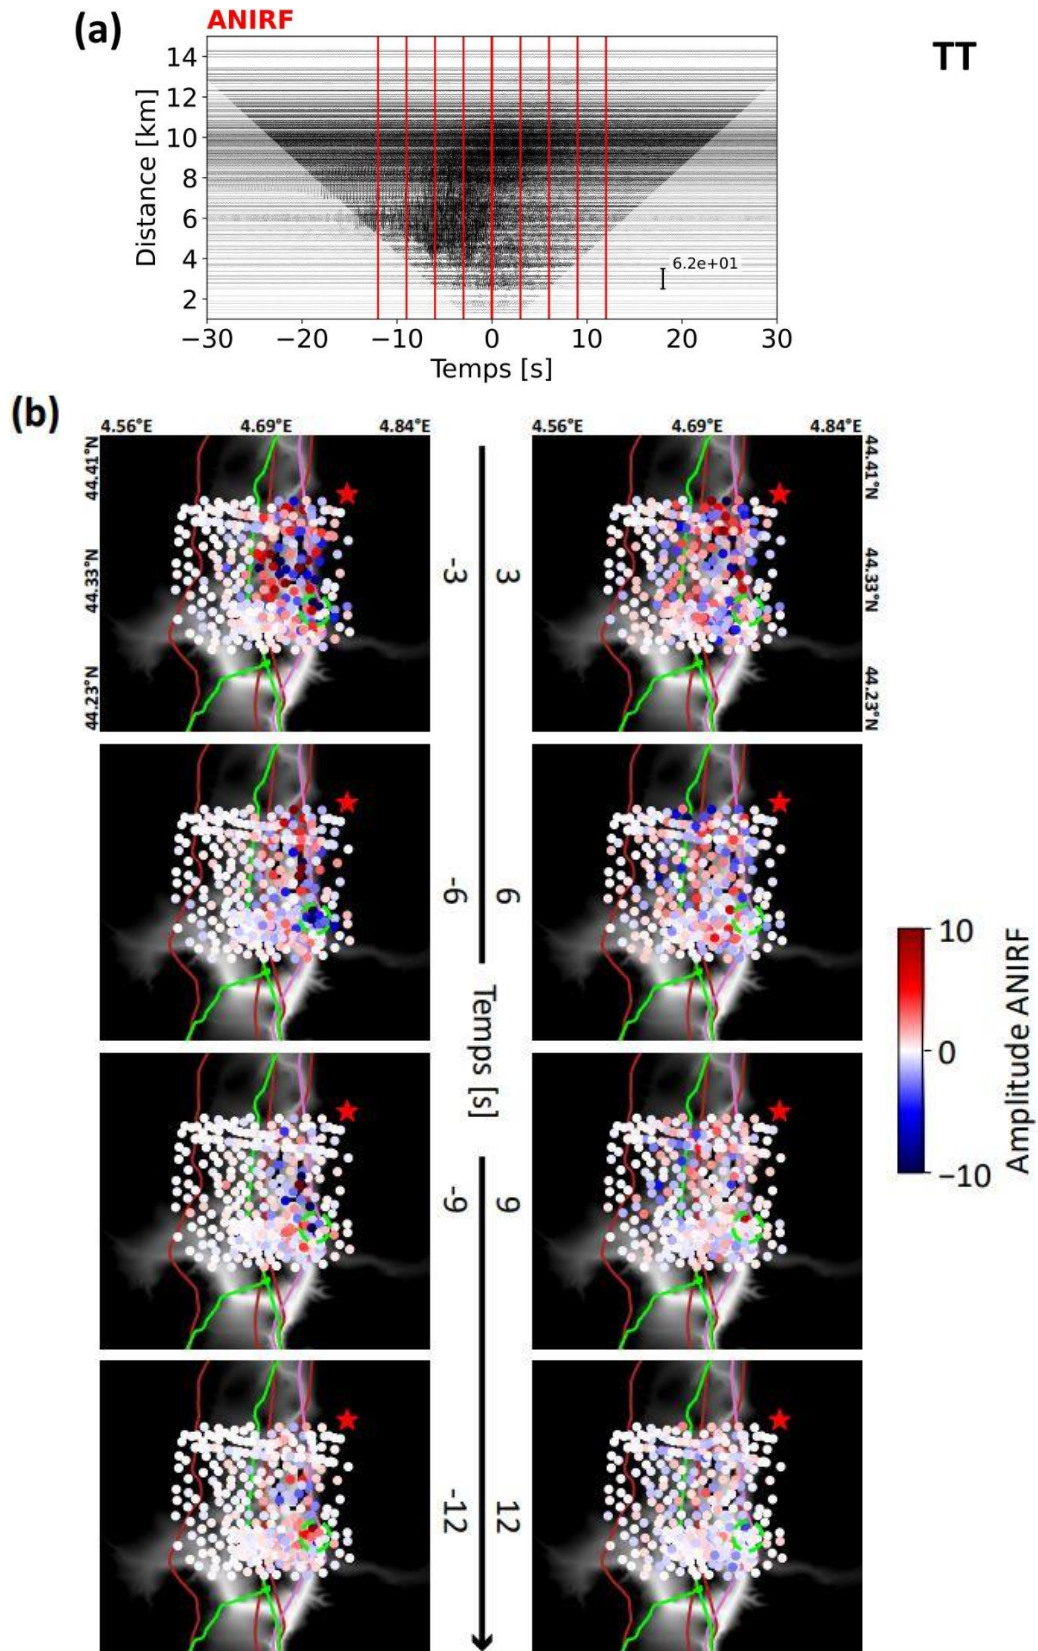 (a)
ANIRF
TT
Distance [km]
14
12
10
8
6
4
2
6.2e+01
−30
−20
−10
0
10
20
30
Temps [s]
(b)
4.56°E 4.69°E 4.84°E
4.56°E 4.69°E 4.84°E
44.41°N
44.33°N
44.23°N
44.41°N
44.33°N
44.23°N
-3 3
-6 6
Temps [s]
-9 9
-12 12
10
0
−10
Amplitude ANIRF